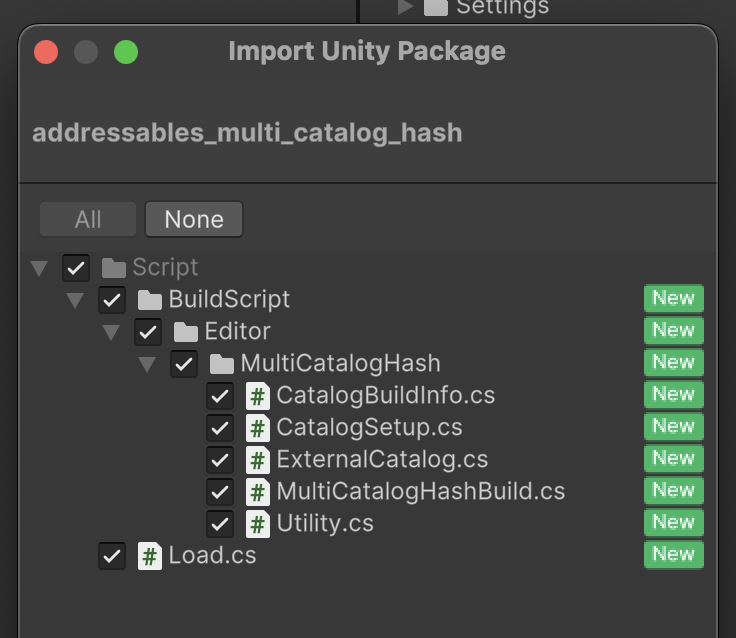 Settings
Import Unity Package
addressables_multi_catalog_hash
All None
Script
BuildScript New
Editor New
MultiCatalogHash New
# CatalogBuildInfo.cs New
# CatalogSetup.cs New
# ExternalCatalog.cs New
# MultiCatalogHashBuild.cs New
# Utility.cs New
# Load.cs New